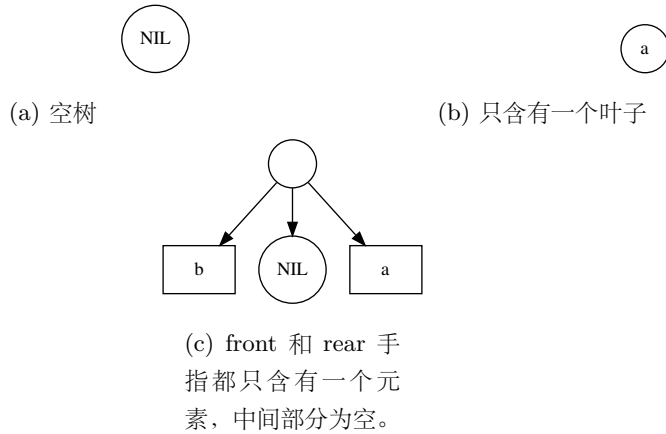 NIL
a
(a) 空树
(b) 只含有一个叶子
b
NIL
a
(c) front 和 rear 手
指都只含有一个元
素，中间部分为空。